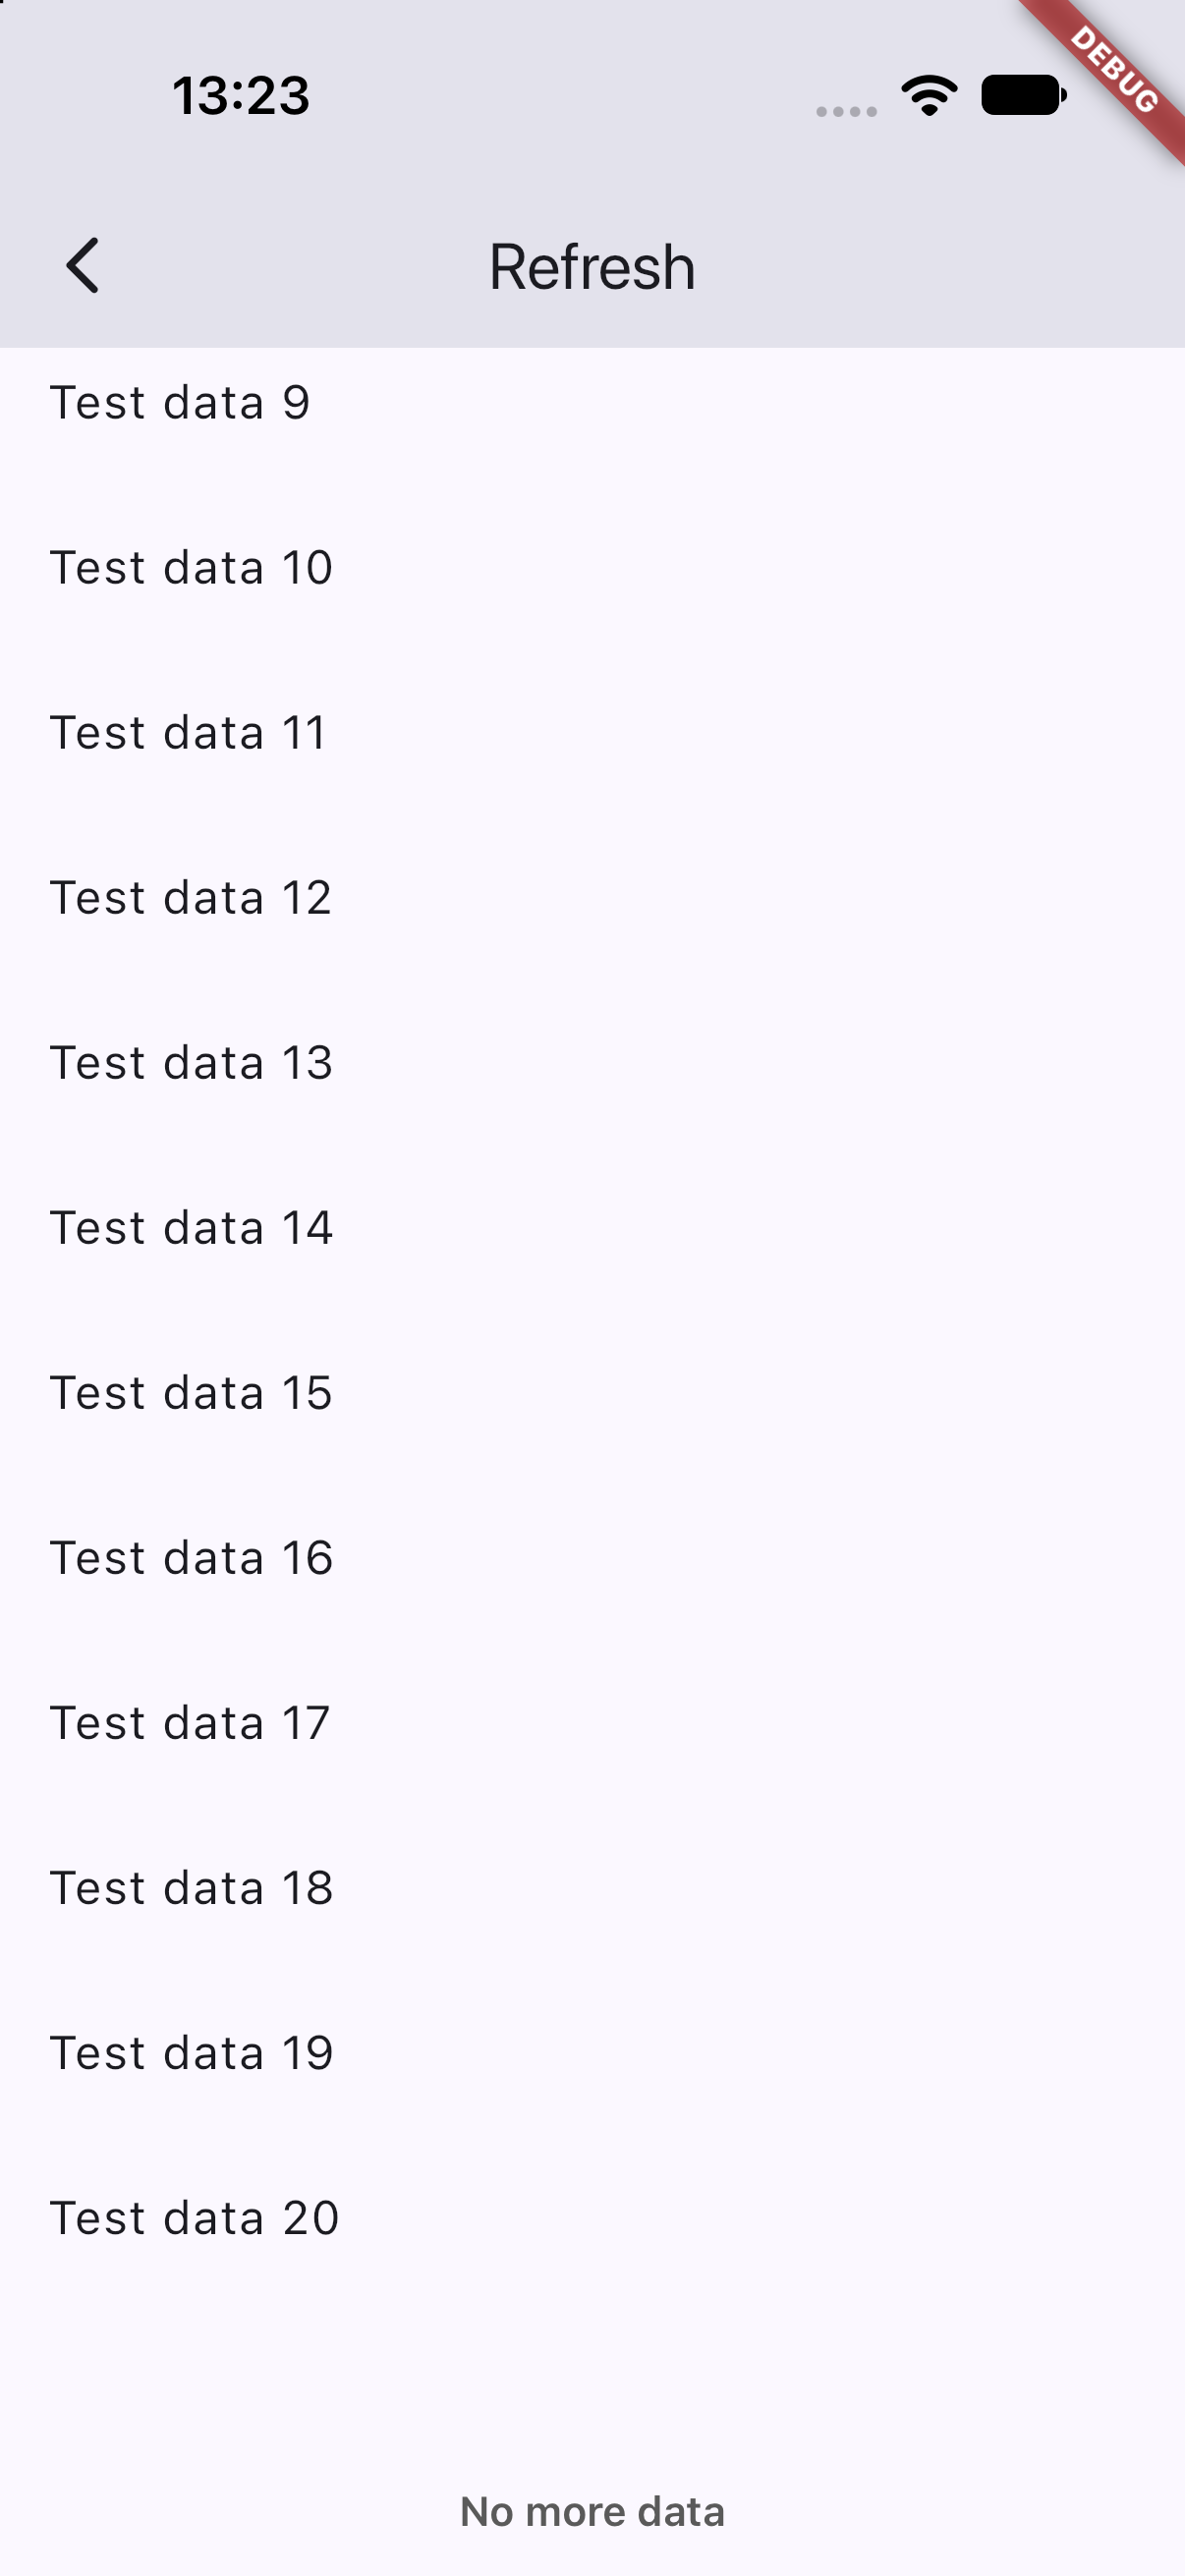 13:23
DEBUG
Refresh
Test data 9
Test data 10
Test data 11
Test data 12
Test data 13
Test data 14
Test data 15
Test data 16
Test data 17
Test data 18
Test data 19
Test data 20
No more data